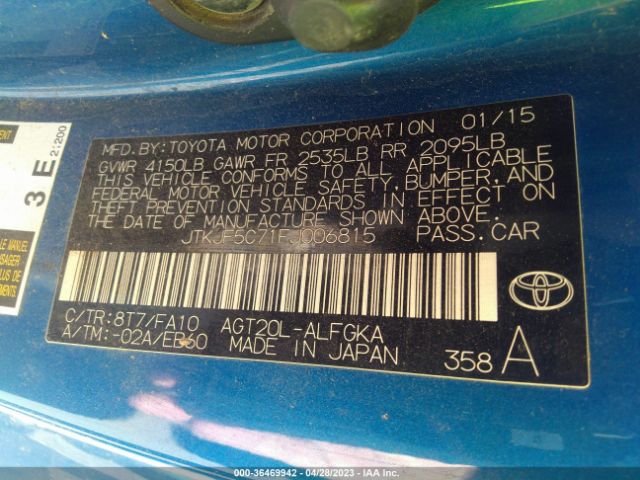 MFD.BY:TOYOTA MOTOR CORPORATION 01/15
GVWR 4150LB GAWR FR 2535LB RR 2095LB
THIS VEHICLE CONFORMS TO ALL APPLICABLE
FEDERAL MOTOR VEHICLE SAFETY,BUMPER,AND
THEFT PREVENTION STANDARDS IN EFFECT ON
THE DATE OF MANUFACTURE SHOWN ABOVE.
JTKJF5C71FJ006815 PASS.CAR
C/TR:8T7/FA10 AGT20L-ALFGKA
A/TM:-02A/EB60 MADE IN JAPAN 358 A
3 E
2:200
36469942 / 04/28/2023 / IAA Inc.